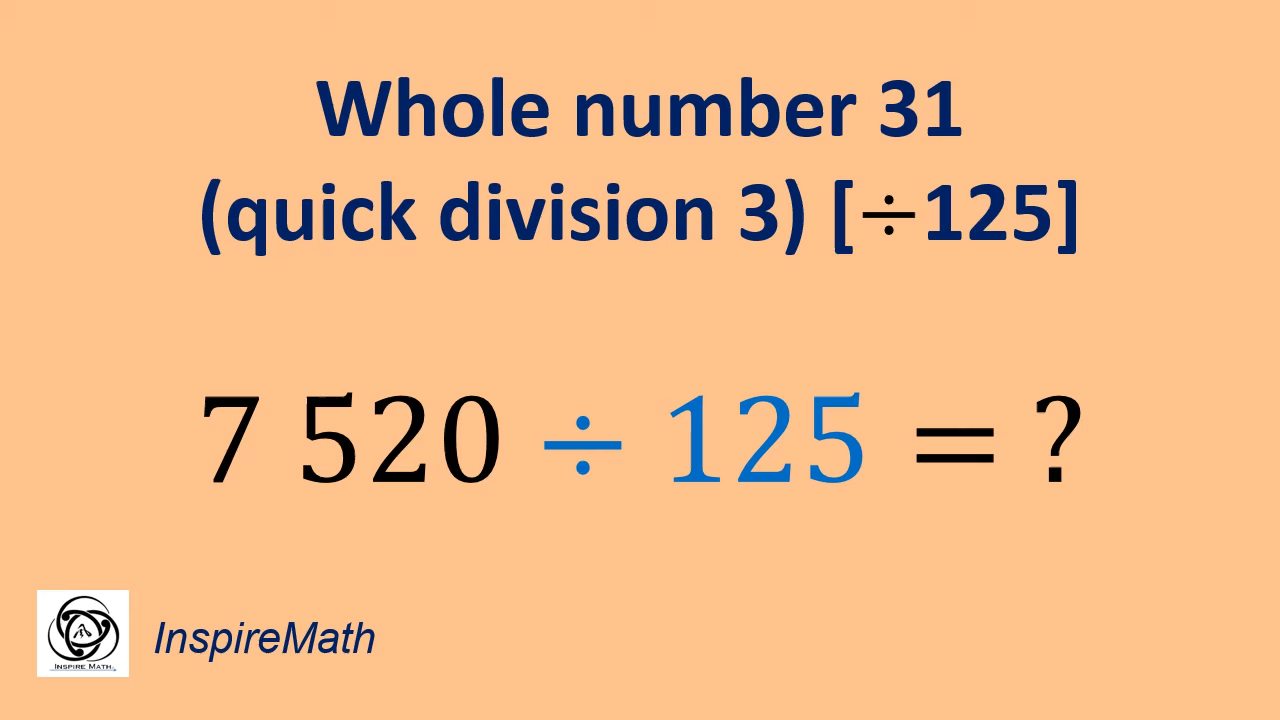 Whole number 31
(quick division 3) [÷125]
7 520 ÷ 125 = ?
INSPIRE MATH
InspireMath